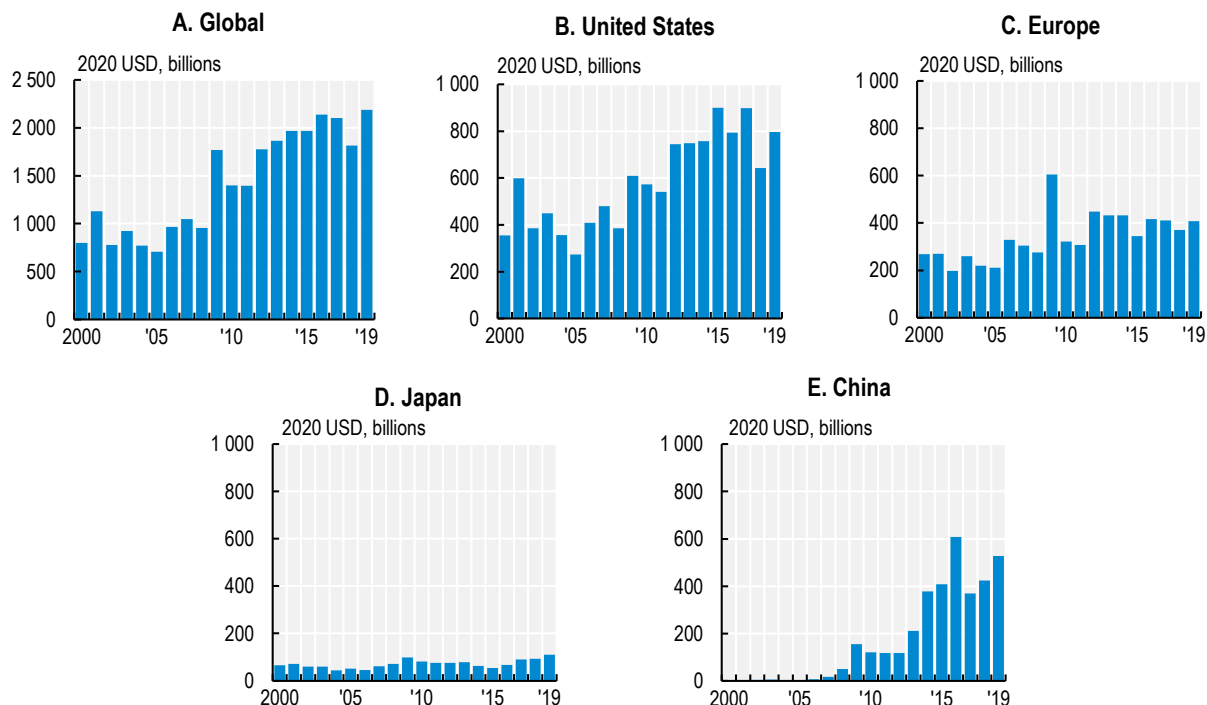 A. Global
2020 USD, billions
2 500
2 000
1 500
1 000
500
0
2000 '05 '10 '15 '19
B. United States
2020 USD, billions
1 000
800
600
400
200
0
2000 '05 '10 '15 '19
C. Europe
2020 USD, billions
1 000
800
600
400
200
0
2000 '05 '10 '15 '19
D. Japan
2020 USD, billions
1 000
800
600
400
200
0
2000 '05 '10 '15 '19
E. China
2020 USD, billions
1 000
800
600
400
200
0
2000 '05 '10 '15 '19